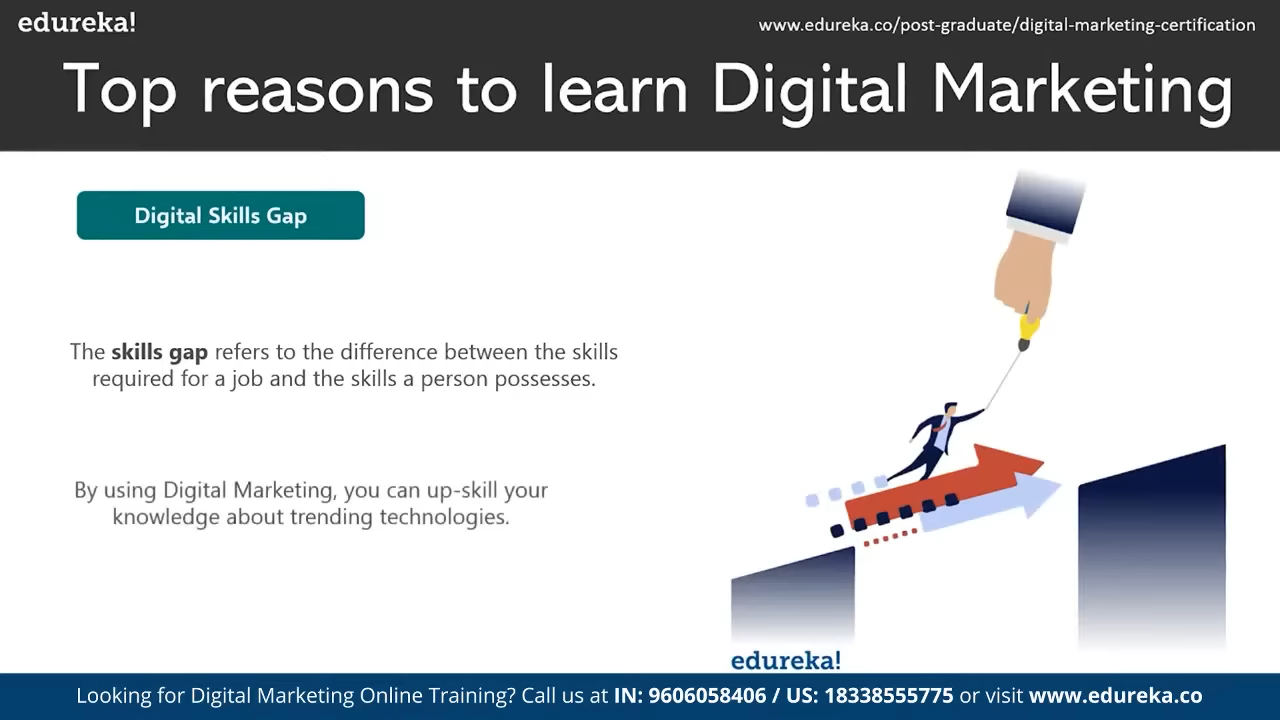 edureka!
www.edureka.co/post-graduate/digital-marketing-certification
Top reasons to learn Digital Marketing
Digital Skills Gap
The skills gap refers to the difference between the skills
required for a job and the skills a person possesses.
By using Digital Marketing, you can up-skill your
knowledge about trending technologies.
edureka!
Looking for Digital Marketing Online Training? Call us at IN: 9606058406 / US: 18338555775 or visit www.edureka.co